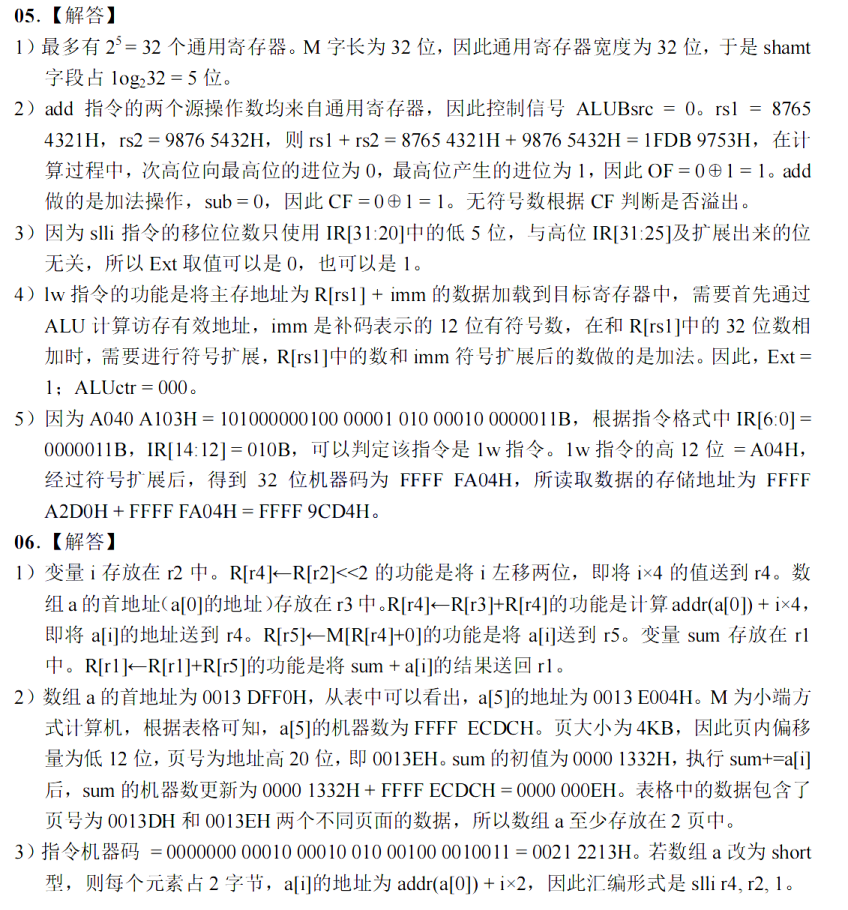 05.【解答】
1）最多有 2⁵ = 32 个通用寄存器。M 字长为 32 位，因此通用寄存器宽度为 32 位，于是 shamt
字段占 log₂32 = 5 位。
2）add 指令的两个源操作数均来自通用寄存器，因此控制信号 ALUBsrc = 0。rs1 = 8765
4321H，rs2 = 9876 5432H，则 rs1 + rs2 = 8765 4321H + 9876 5432H = 1FDB 9753H，在计
算过程中，次高位向最高位的进位为 0，最高位产生的进位为 1，因此 OF = 0⊕1 = 1。add
做的是加法操作，sub = 0，因此 CF = 0⊕1 = 1。无符号数根据 CF 判断是否溢出。
3）因为 slli 指令的移位位数只使用 IR[31:20]中的低 5 位，与高位 IR[31:25]及扩展出来的位
无关，所以 Ext 取值可以是 0，也可以是 1。
4）lw 指令的功能是将主存地址为 R[rs1] + imm 的数据加载到目标寄存器中，需要首先通过
ALU 计算访存有效地址，imm 是补码表示的 12 位有符号数，在和 R[rs1]中的 32 位数相
加时，需要进行符号扩展，R[rs1]中的数和 imm 符号扩展后的数做的是加法。因此，Ext =
1；ALUctr = 000。
5）因为 A040 A103H = 101000000100 00001 010 00010 0000011B，根据指令格式中 IR[6:0] =
0000011B，IR[14:12] = 010B，可以判定该指令是 lw 指令。lw 指令的高 12 位 = A04H，
经过符号扩展后，得到 32 位机器码为 FFFF FA04H，所读取数据的存储地址为 FFFF
A2D0H + FFFF FA04H = FFFF 9CD4H。
06.【解答】
1）变量 i 存放在 r2 中。R[r4]←R[r2]<<2 的功能是将 i 左移两位，即将 i×4 的值送到 r4。数
组 a 的首地址（a[0]的地址）存放在 r3 中。R[r4]←R[r3]+R[r4]的功能是计算 addr(a[0]) + i×4，
即将 a[i]的地址送到 r4。R[r5]←M[R[r4]+0]的功能是将 a[i]送到 r5。变量 sum 存放在 r1
中。R[r1]←R[r1]+R[r5]的功能是将 sum + a[i]的结果送回 r1。
2）数组 a 的首地址为 0013 DFF0H，从表中可以看出，a[5]的地址为 0013 E004H。M 为小端方
式计算机，根据表格可知，a[5]的机器数为 FFFF ECDCH。页大小为 4KB，因此页内偏移
量为低 12 位，页号为地址高 20 位，即 0013EH。sum 的初值为 0000 1332H，执行 sum+=a[i]
后，sum 的机器数更新为 0000 1332H + FFFF ECDCH = 0000 000EH。表格中的数据包含了
页号为 0013DH 和 0013EH 两个不同页面的数据，所以数组 a 至少存放在 2 页中。
3）指令机器码 = 0000000 00010 00010 010 00100 0010011 = 0021 2213H。若数组 a 改为 short
型，则每个元素占 2 字节，a[i]的地址为 addr(a[0]) + i×2，因此汇编形式是 slli r4, r2, 1。